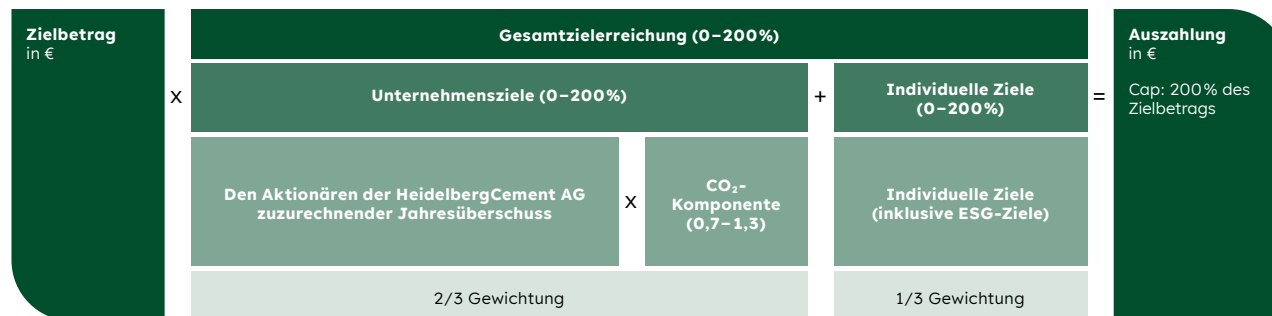 Zielbetrag
in €
x
Gesamtzielerreichung (0–200%)
Unternehmensziele (0–200%)
+
Individuelle Ziele
(0–200%)
=
Auszahlung
in €
Cap: 200% des
Zielbetrags
Den Aktionären der HeidelbergCement AG
zuzurechnender Jahresüberschuss
x
CO₂-
Komponente
(0,7–1,3)
Individuelle Ziele
(inklusive ESG-Ziele)
2/3 Gewichtung
1/3 Gewichtung